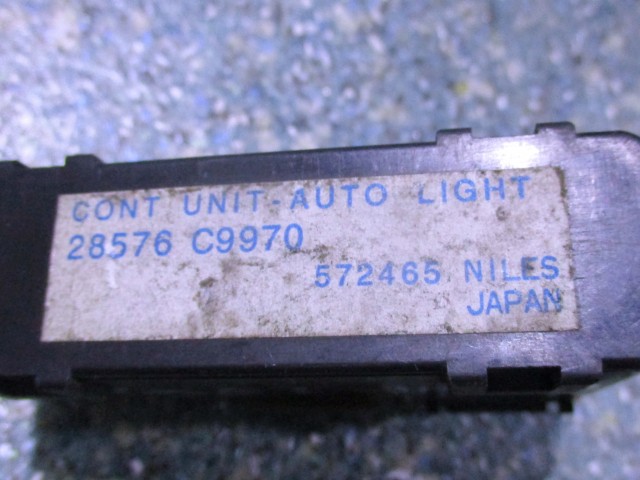 CONT UNIT-AUTO LIGHT
28576 C9970
572465 NILES
JAPAN